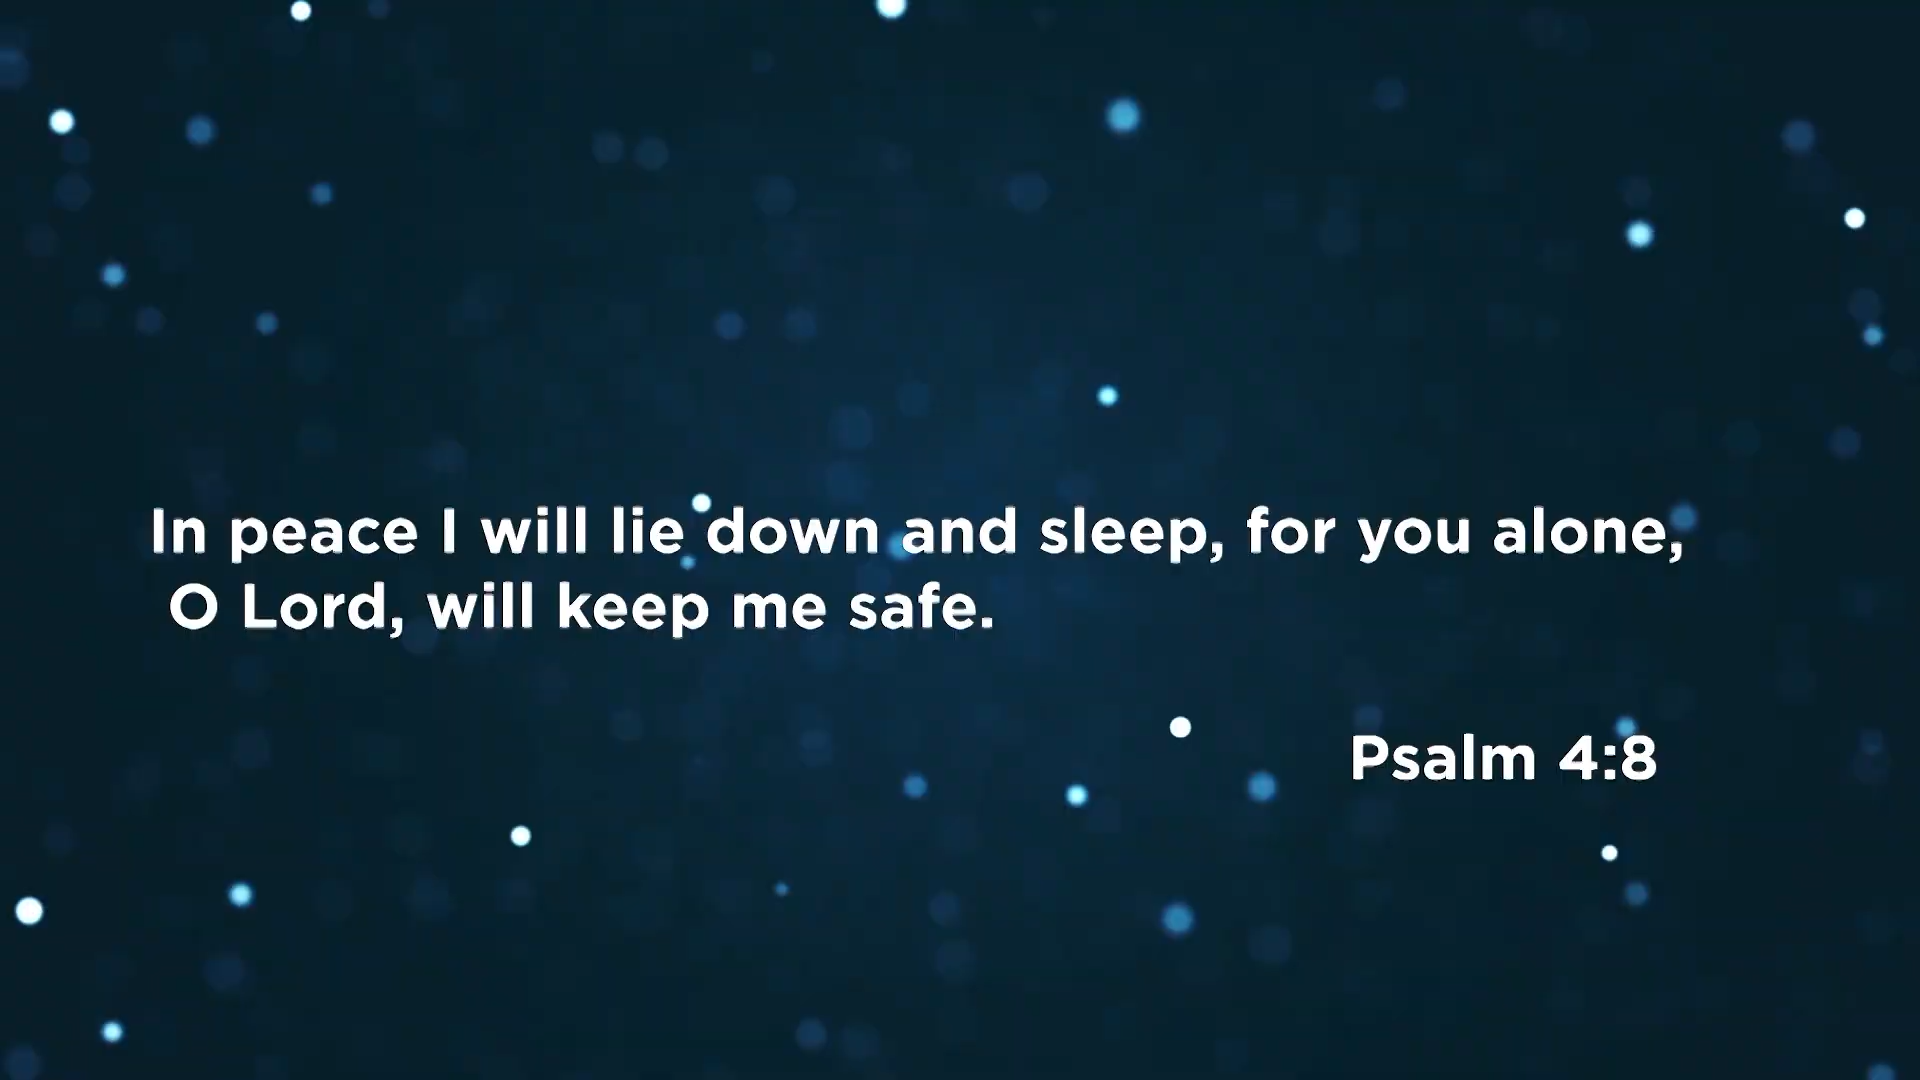 In peace I will lie down and sleep, for you alone,
O Lord, will keep me safe.
Psalm 4:8